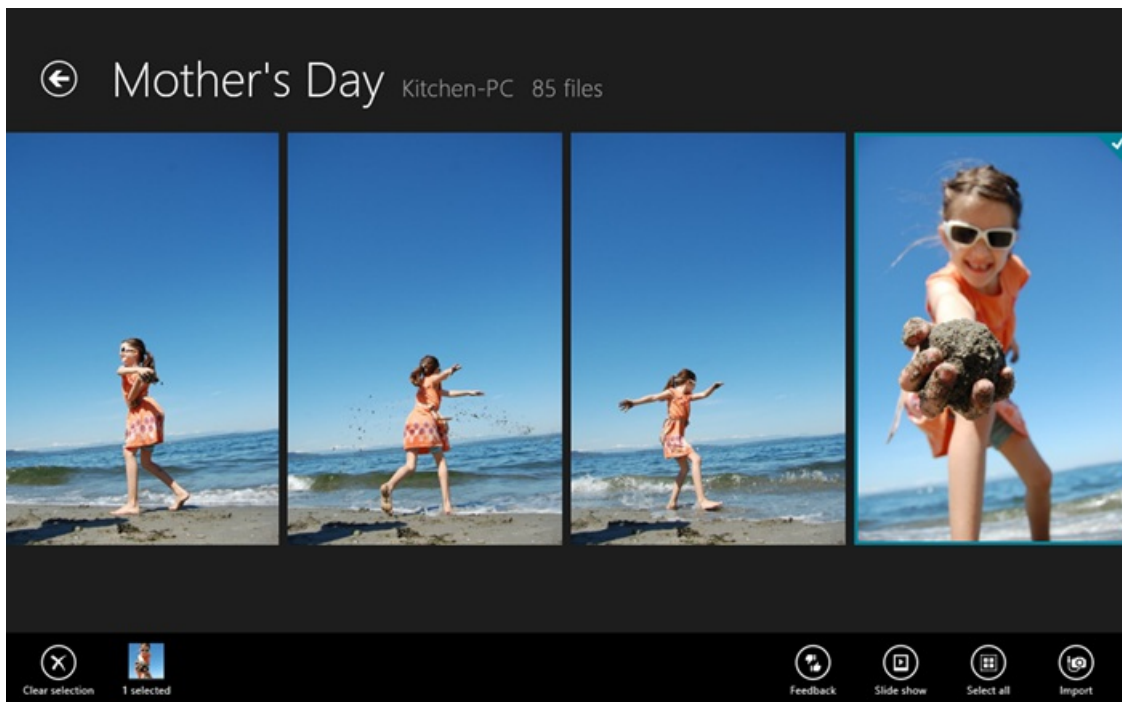 Mother's Day Kitchen-PC 85 files
Clear selection
1 selected
Feedback
Slide show
Select all
Import